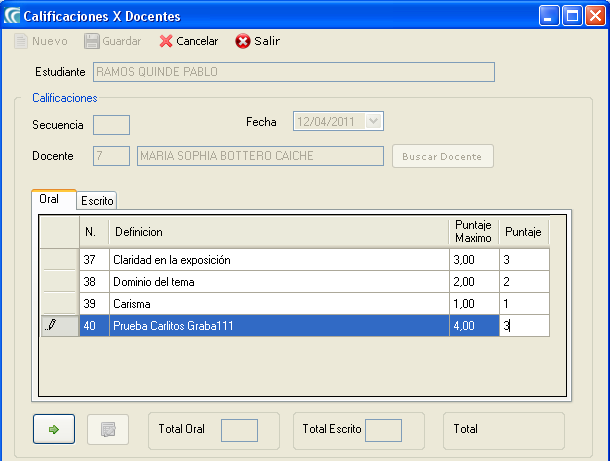 Calificaciones X Docentes
Nuevo Guardar Cancelar Salir
Estudiante RAMOS QUINDE PABLO
Calificaciones
Secuencia Fecha 12/04/2011
Docente 7 MARIA SOPHIA BOTTERO CAICHE Buscar Docente
Oral Escrito
N. Definicion Puntaje Maximo Puntaje
37 Claridad en la exposición 3,00 3
38 Dominio del tema 2,00 2
39 Carisma 1,00 1
40 Prueba Carlitos Graba111 4,00 3
Total Oral Total Escrito Total